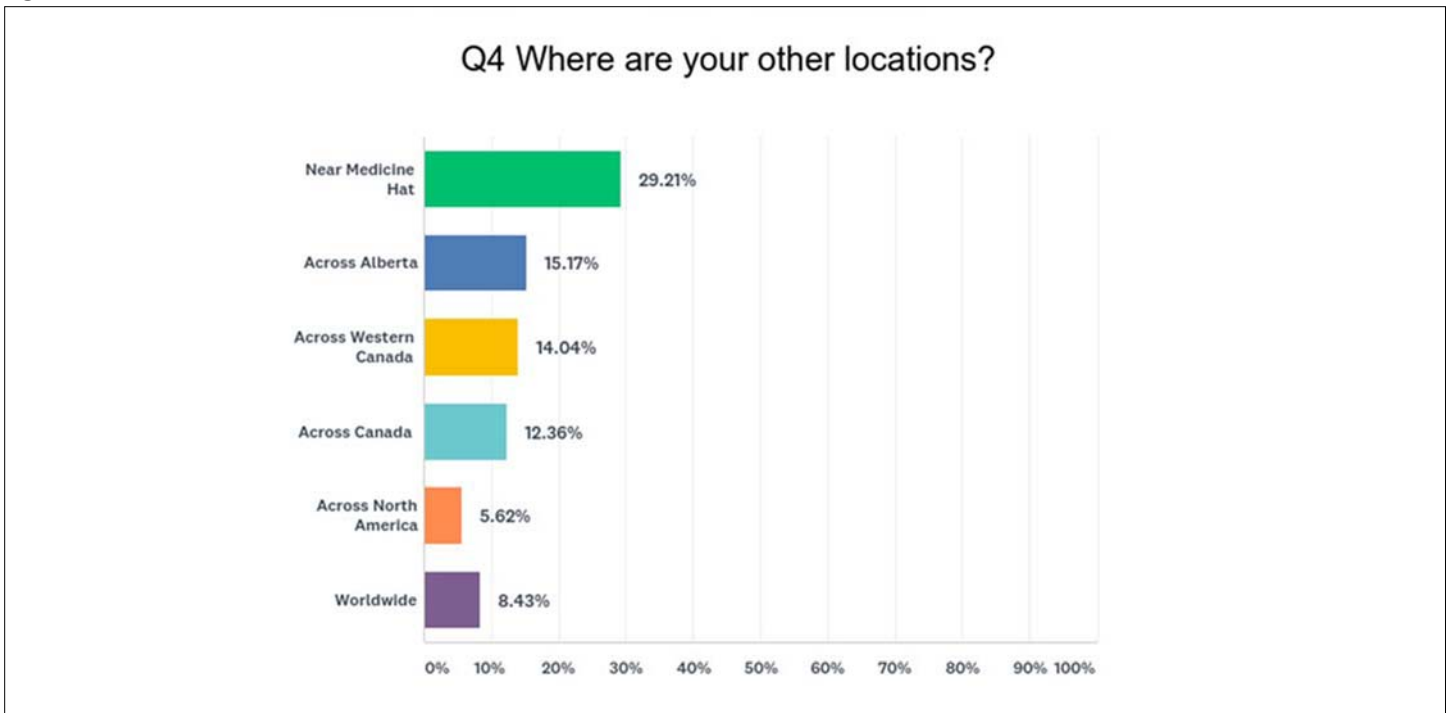 Q4 Where are your other locations?
Near Medicine
Hat
29.21%
Across Alberta
15.17%
Across Western
Canada
14.04%
Across Canada
12.36%
Across North
America
5.62%
Worldwide
8.43%
0% 10% 20% 30% 40% 50% 60% 70% 80% 90% 100%